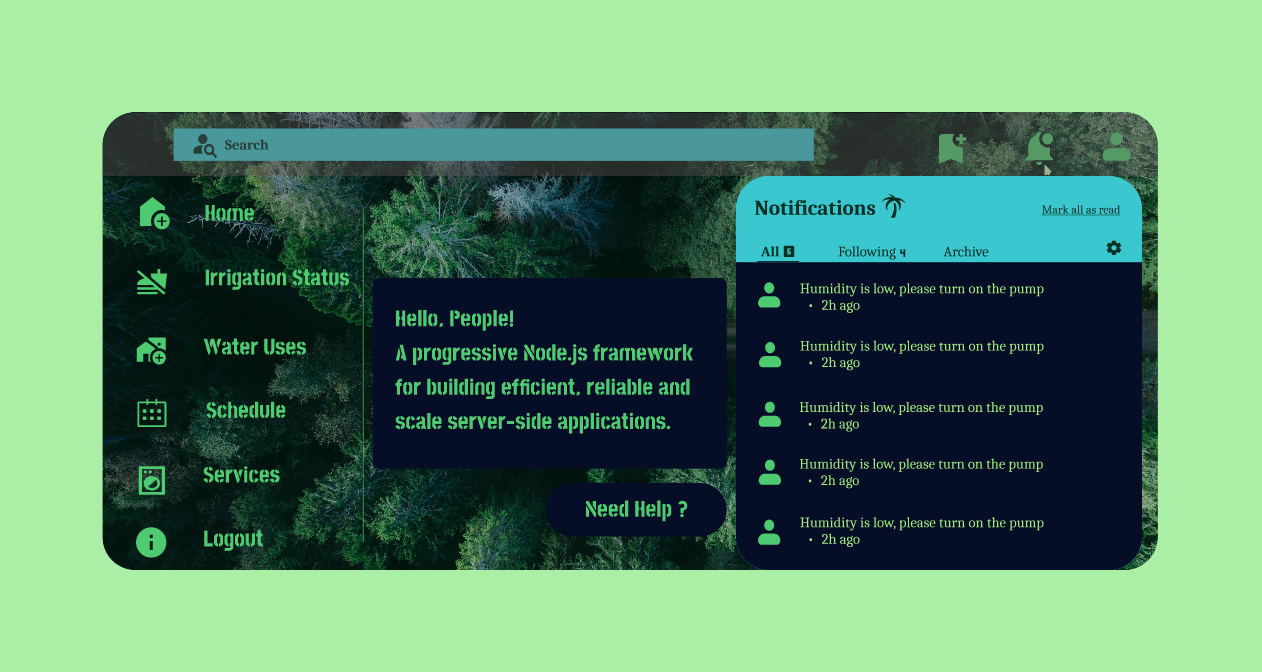 Search
Home
Irrigation Status
Water Uses
Schedule
Services
Logout
Hello, People!
A progressive Node.js framework
for building efficient, reliable and
scale server-side applications.
Need Help ?
Notifications
Mark all as read
All 6
Following 4
Archive
Humidity is low, please turn on the pump
• 2h ago
Humidity is low, please turn on the pump
• 2h ago
Humidity is low, please turn on the pump
• 2h ago
Humidity is low, please turn on the pump
• 2h ago
Humidity is low, please turn on the pump
• 2h ago